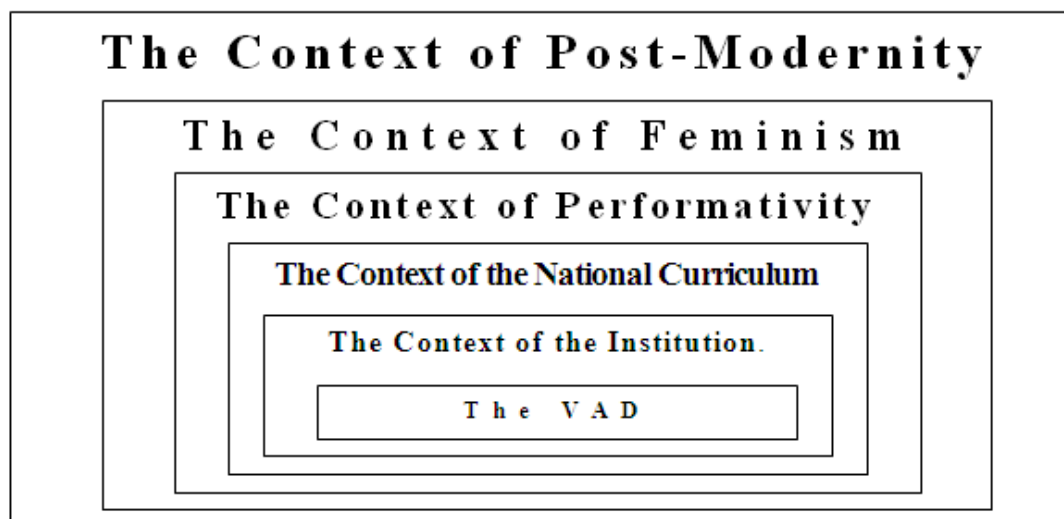 The Context of Post-Modernity
The Context of Feminism
The Context of Performativity
The Context of the National Curriculum
The Context of the Institution.
The VAD